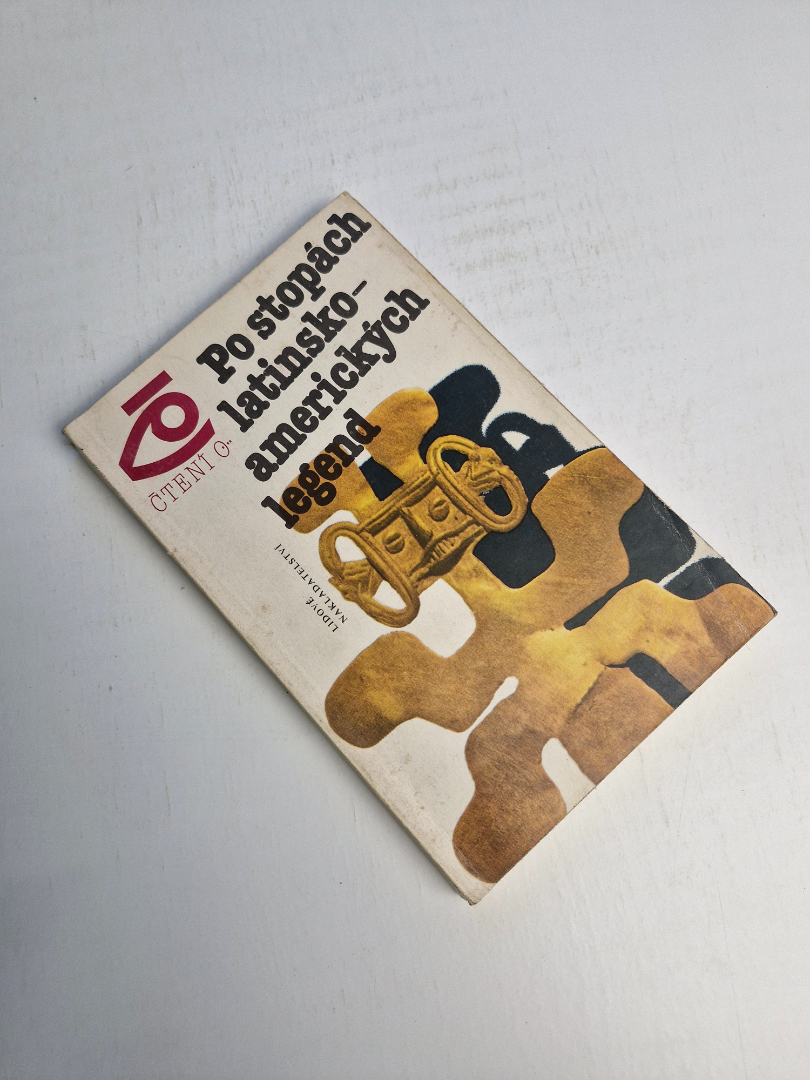 Po stopách
latinsko-
amerických
legend
ČTENÍ O..
LIDOVÉ
NAKLADATELSTVÍ